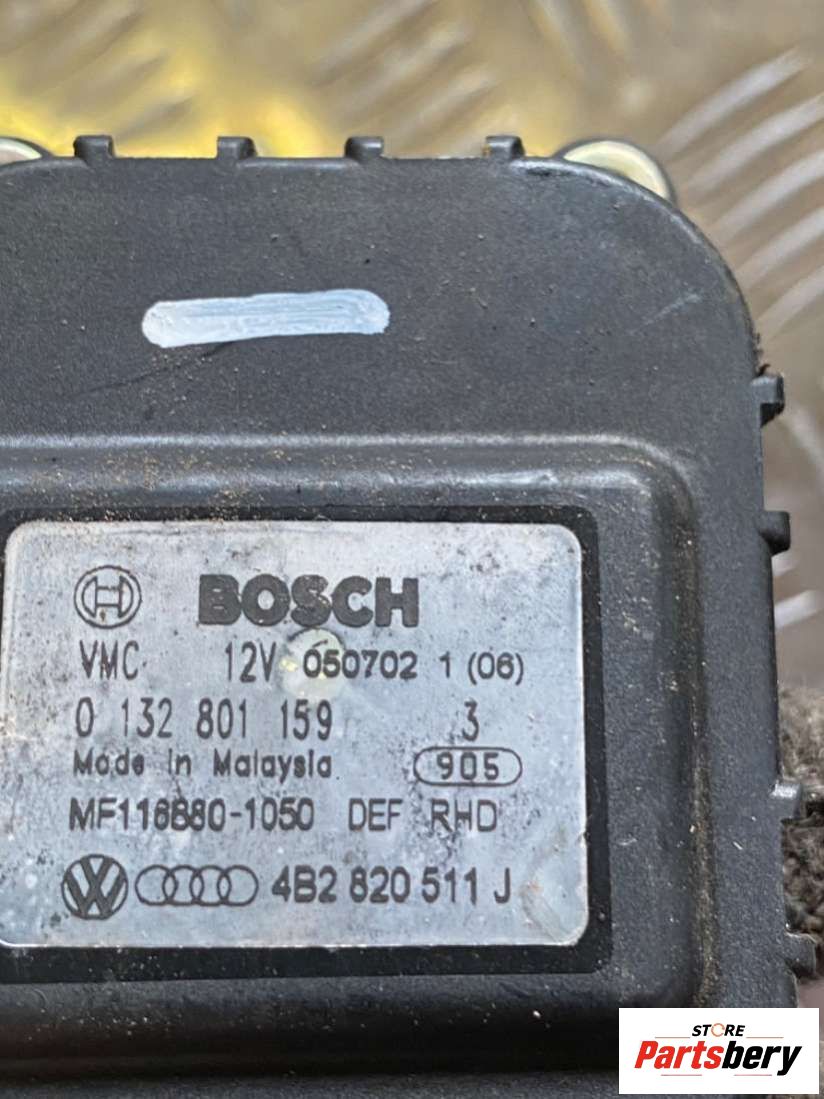 BOSCH
VMC 12V 050702 1 (06)
0 132 801 159 3
Made in Malaysia 905
MF116880-1050 DEF RHD
4B2 820 511 J
STORE
Partsbery